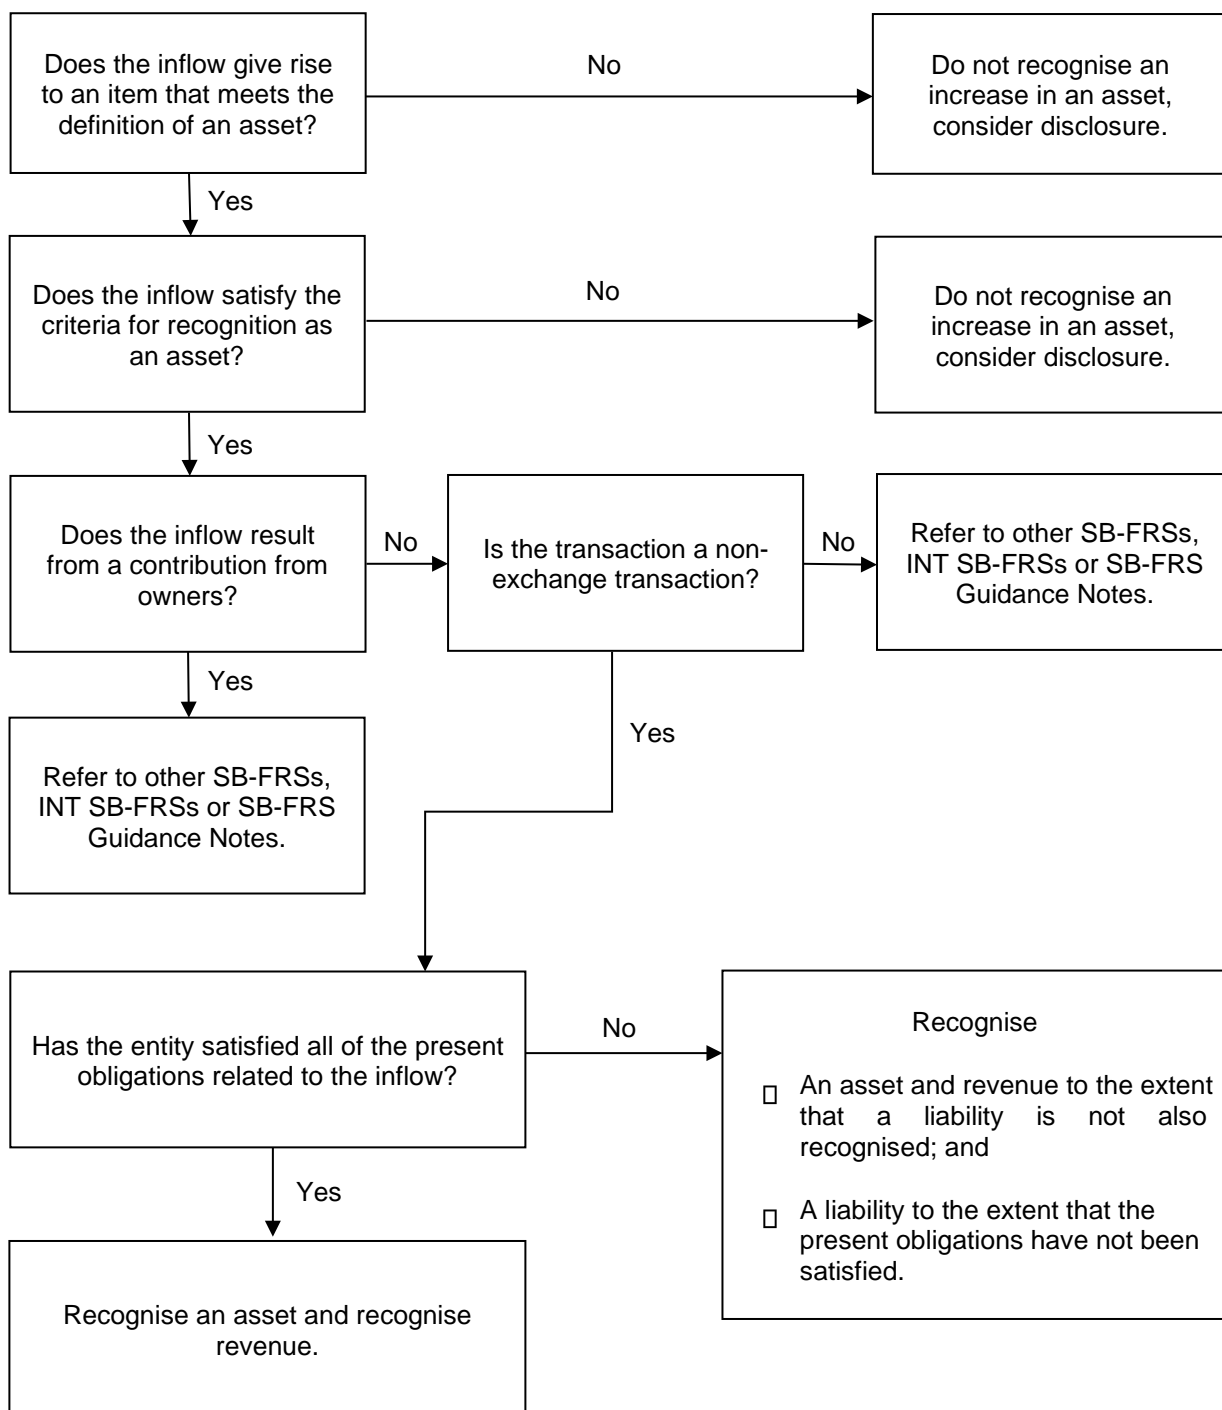 Does the inflow give rise
to an item that meets the
definition of an asset?
No
Do not recognise an
increase in an asset,
consider disclosure.
Yes
Does the inflow satisfy the
criteria for recognition as
an asset?
No
Do not recognise an
increase in an asset,
consider disclosure.
Yes
Does the inflow result
from a contribution from
owners?
No
Is the transaction a non-
exchange transaction?
No
Refer to other SB-FRSs,
INT SB-FRSs or SB-FRS
Guidance Notes.
Yes
Yes
Refer to other SB-FRSs,
INT SB-FRSs or SB-FRS
Guidance Notes.
Has the entity satisfied all of the present
obligations related to the inflow?
No
Recognise
An asset and revenue to the extent
that a liability is not also
recognised; and
A liability to the extent that the
present obligations have not been
satisfied.
Yes
Recognise an asset and recognise
revenue.